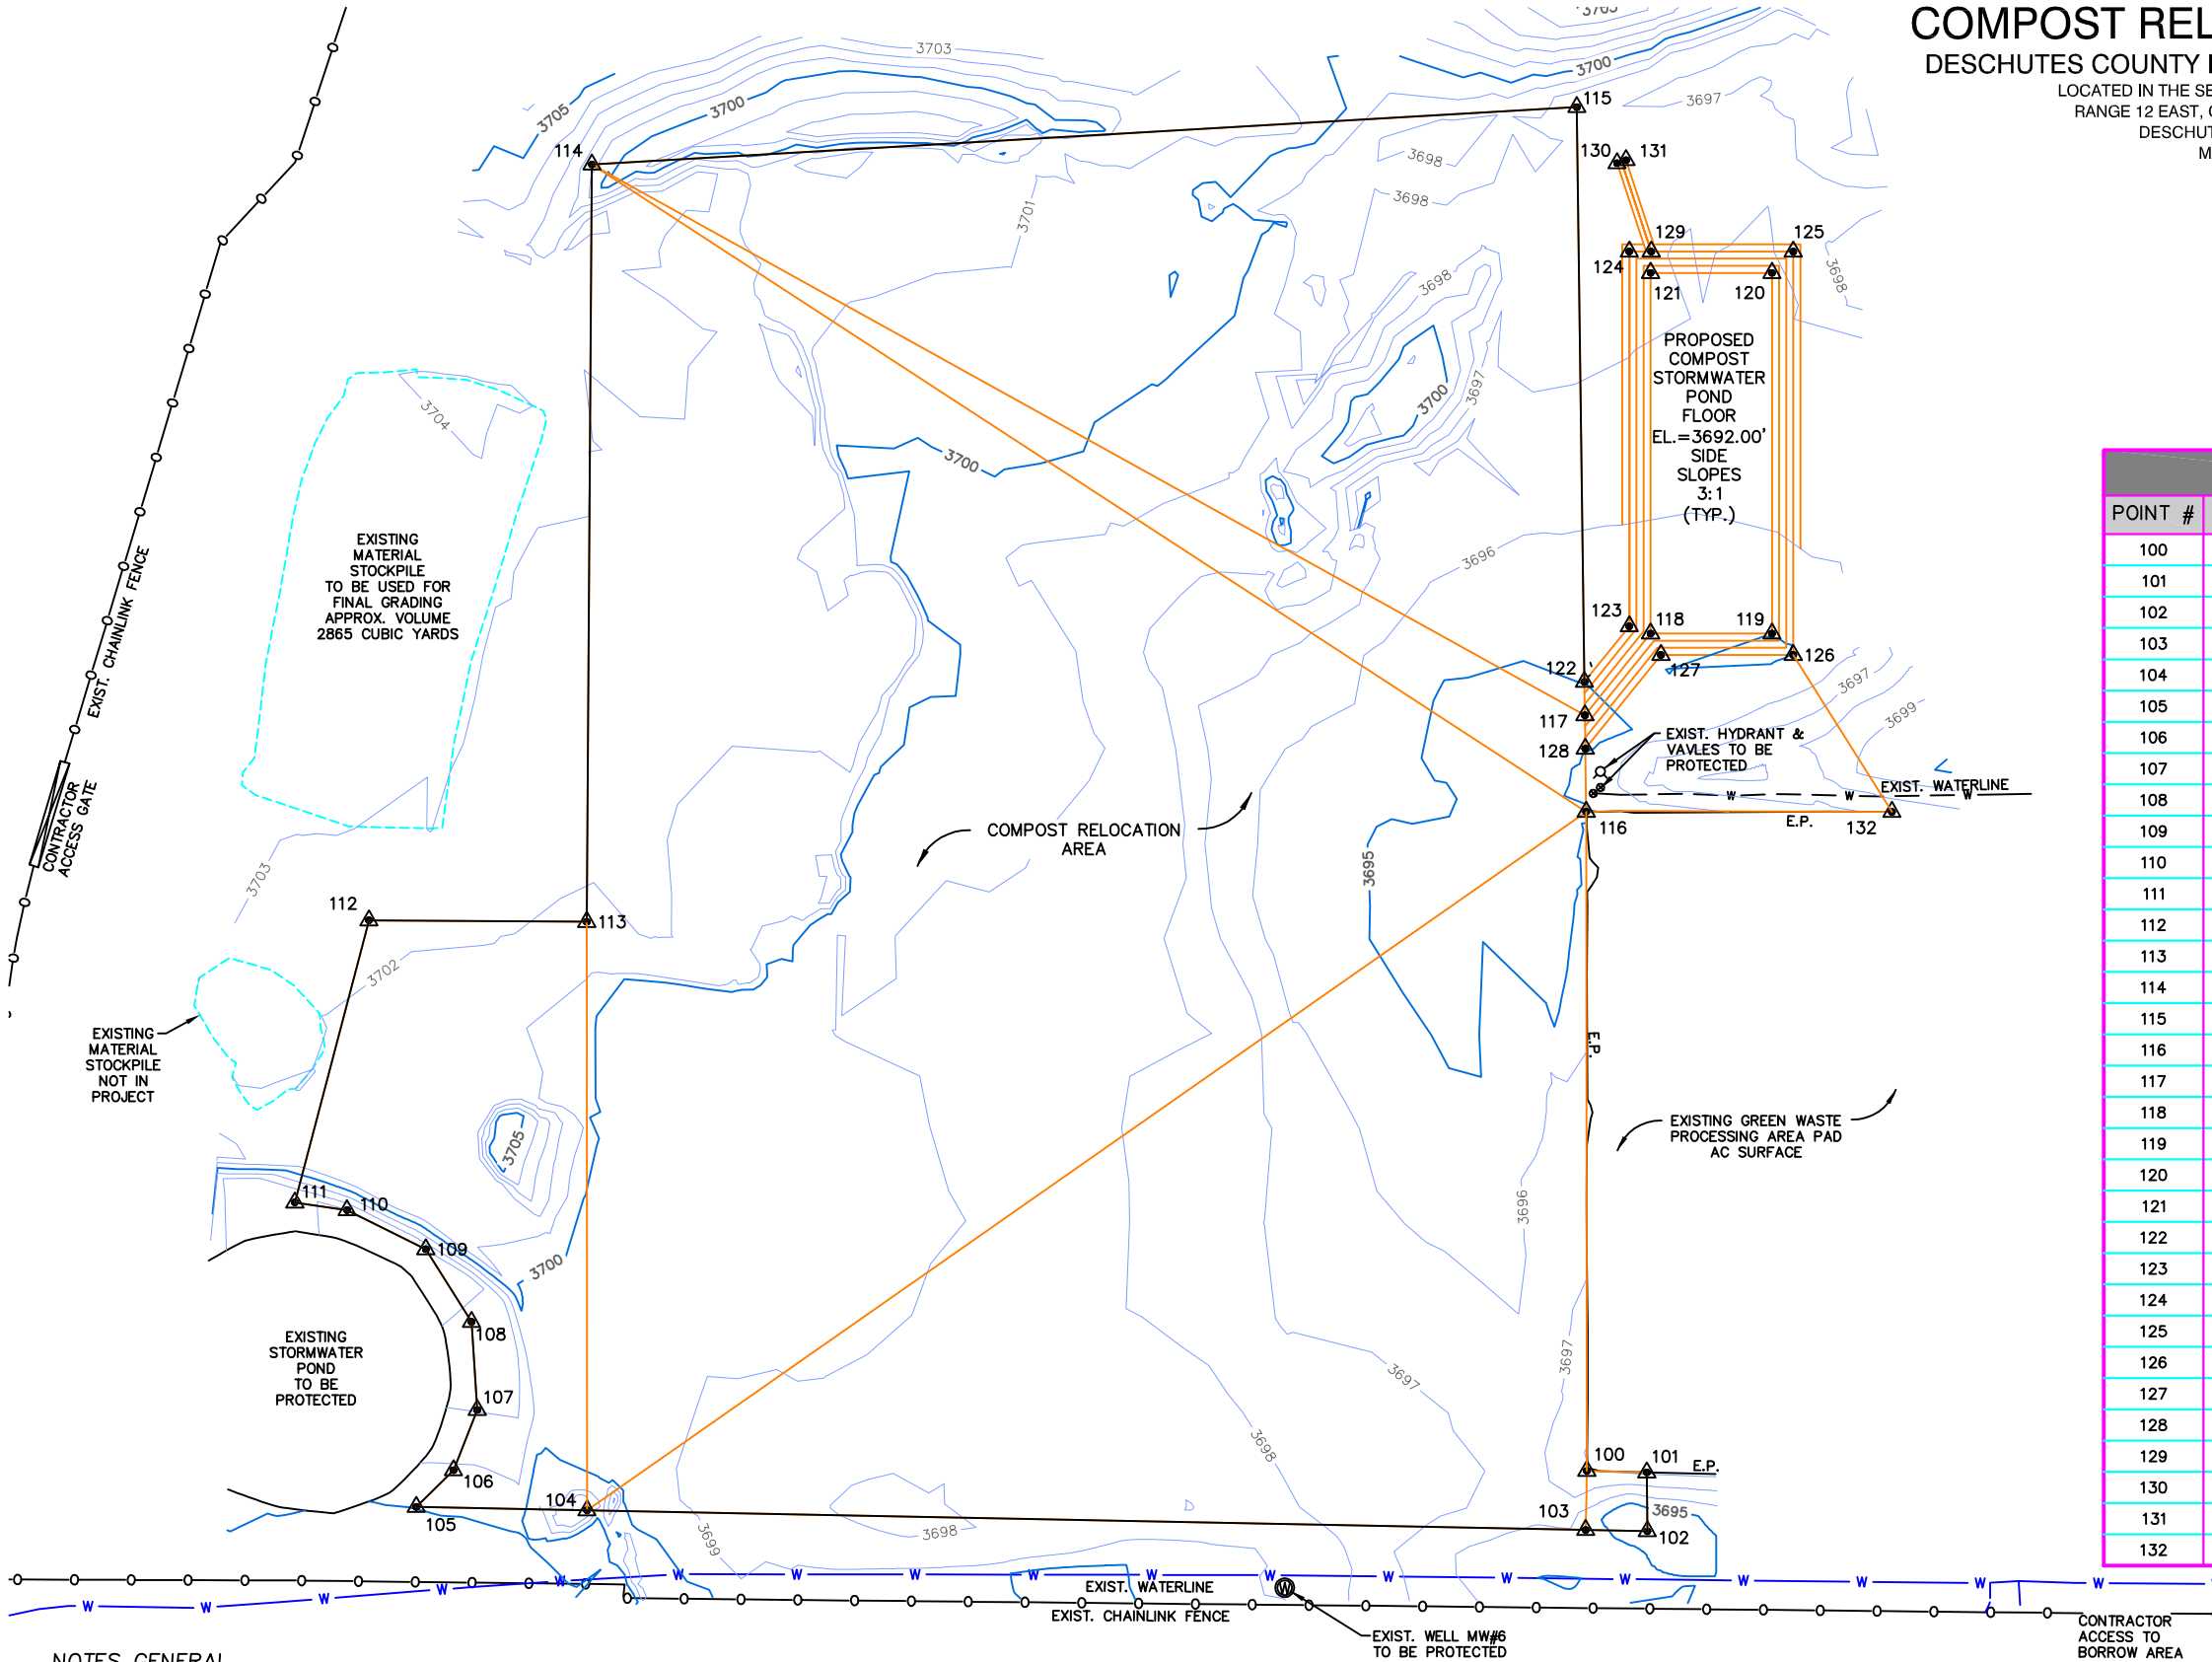 COMPOST REL
DESCHUTES COUNTY
LOCATED IN THE SE
RANGE 12 EAST,
DESCHUT
M
3703
3705
3700
3705
3700
3697
115
114
130
131
3698
3698
3701
129
125
124
121
120
3698
3698
PROPOSED
COMPOST
STORMWATER
POND
FLOOR
EL.=3692.00'
SIDE
SLOPES
3:1
(TYP.)
3704
3700
3697
3700
3696
EXISTING
MATERIAL
STOCKPILE
TO BE USED FOR
FINAL GRADING
APPROX. VOLUME
2865 CUBIC YARDS
EXIST. CHAINLINK FENCE
123
118
119
122
127
126
3697
3699
117
128
EXIST. HYDRANT &
VAVLES TO BE
PROTECTED
EXIST. WATERLINE
W W W
E.P.
116
132
CONTRACTOR
ACCESS GATE
COMPOST RELOCATION
AREA
3695
3703
112
113
3702
EXISTING
MATERIAL
STOCKPILE
NOT IN
PROJECT
E.P.
3705
EXISTING GREEN WASTE
PROCESSING AREA PAD
AC SURFACE
111
110
109
3696
3700
108
EXISTING
STORMWATER
POND
TO BE
PROTECTED
107
3697
3697
3698
106
100
101
E.P.
104
105
103
102
3695
3699
3698
W W W W W W W W W W W W W W W W W W
EXIST. WATERLINE
EXIST. CHAINLINK FENCE
W
EXIST. WELL MW#6
TO BE PROTECTED
CONTRACTOR
ACCESS TO
BORROW AREA
NOTES GENERAL
POINT #
100
101
102
103
104
105
106
107
108
109
110
111
112
113
114
115
116
117
118
119
120
121
122
123
124
125
126
127
128
129
130
131
132